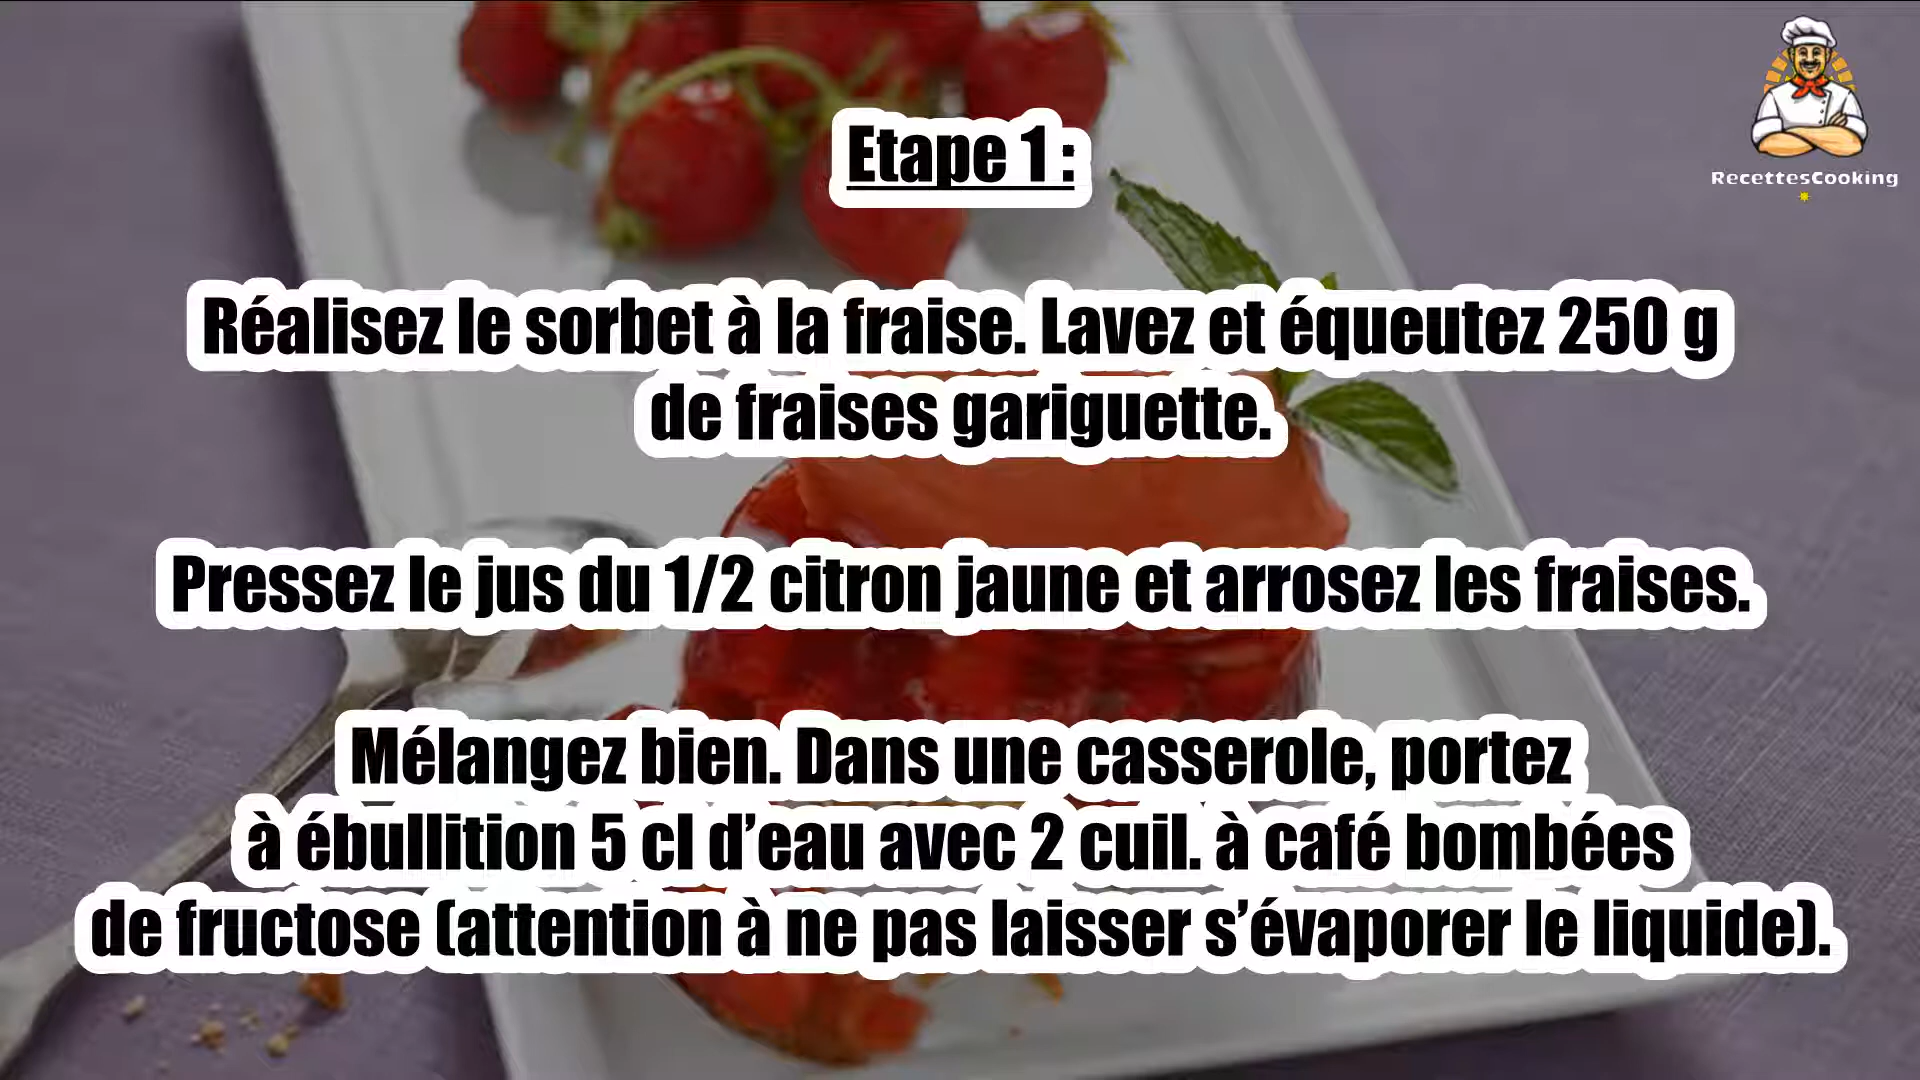 RecettesCooking
Etape 1 :
Réalisez le sorbet à la fraise. Lavez et équeutez 250 g
de fraises gariguette.
Pressez le jus du 1/2 citron jaune et arrosez les fraises.
Mélangez bien. Dans une casserole, portez
à ébullition 5 cl d’eau avec 2 cuil. à café bombées
de fructose (attention à ne pas laisser s’évaporer le liquide).